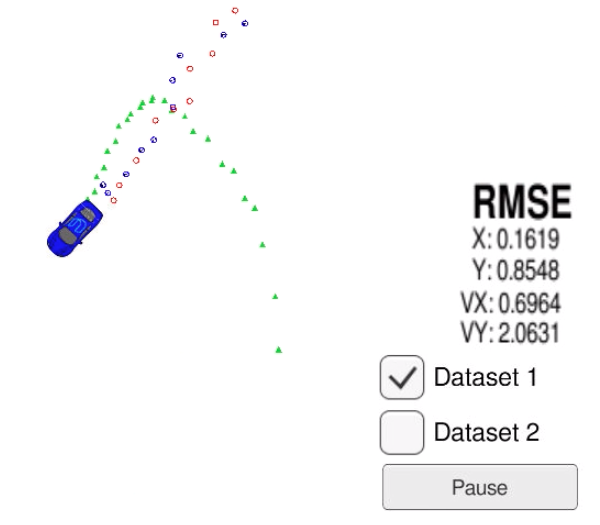 RMSE
X: 0.1619
Y: 0.8548
VX: 0.6964
VY: 2.0631
Dataset 1
Dataset 2
Pause